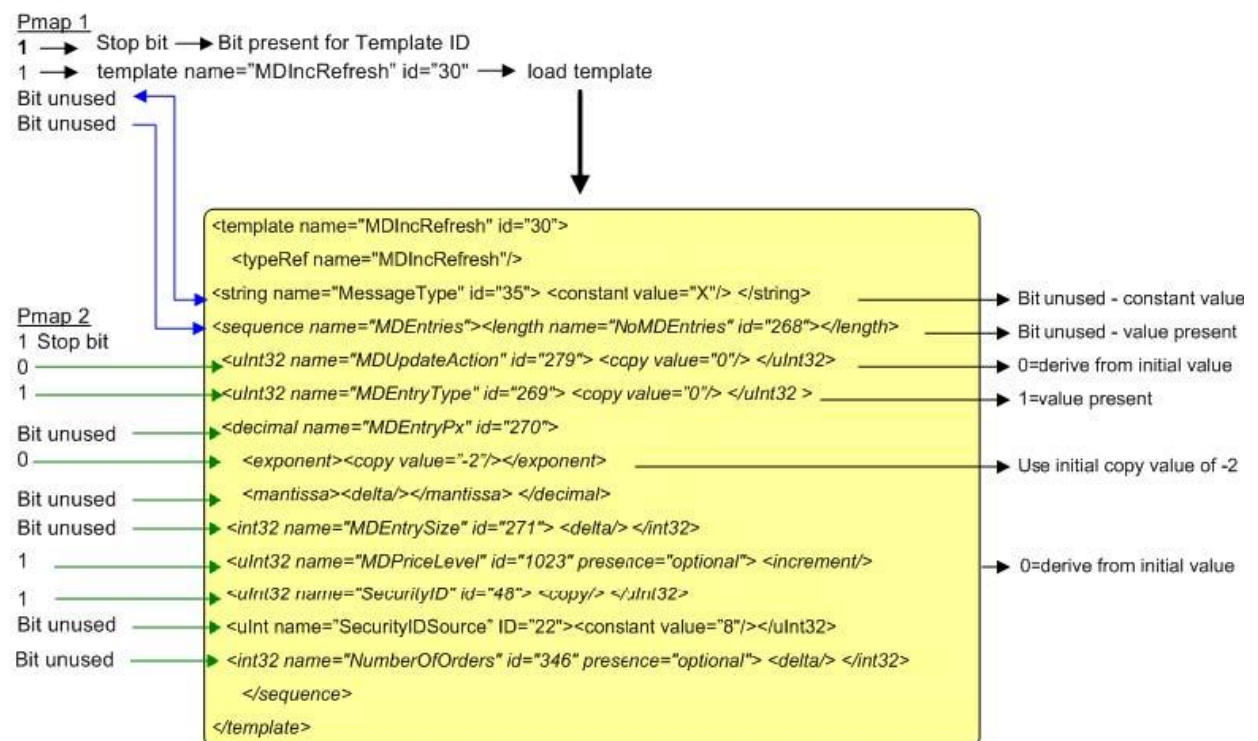 Pmap 1
1 Stop bit Bit present for Template ID
1 template name="MDIncRefresh" id="30" load template
Bit unused
Bit unused
<template name="MDIncRefresh" id="30">
<typeRef name="MDIncRefresh"/>
<string name="MessageType" id="35"> <constant value="X"/> </string> Bit unused - constant value
Pmap 2
<sequence name="MDEntries"><length name="NoMDEntries" id="268"></length> Bit unused - value present
1 Stop bit
0 <uInt32 name="MDUpdateAction" id="279"> <copy value="0"/> </uInt32> 0=derive from initial value
1 <uInt32 name="MDEntryType" id="269"> <copy value="0"/> </uInt32 > 1=value present
Bit unused <decimal name="MDEntryPx" id="270">
0 <exponent><copy value="-2"/></exponent> Use initial copy value of -2
Bit unused <mantissa><delta/></mantissa> </decimal>
Bit unused <int32 name="MDEntrySize" id="271"> <delta/> </int32>
1 <uInt32 name="MDPriceLevel" id="1023" presence="optional"> <increment/> 0=derive from initial value
1 <uInt32 name="SecurityID" id="48"> <copy/> </uInt32>
Bit unused <uInt name="SecurityIDSource" ID="22"><constant value="8"/></uInt32>
Bit unused <int32 name="NumberOfOrders" id="346" presence="optional"> <delta/> </int32>
</sequence>
</template>